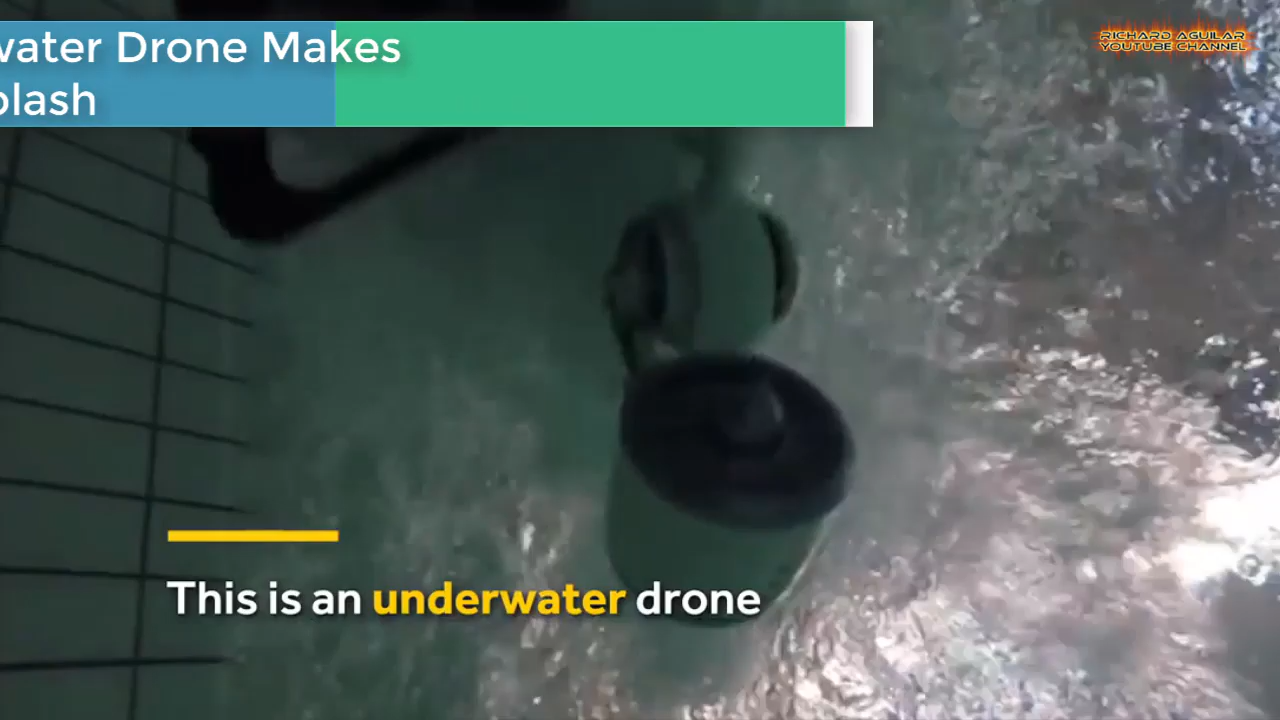 water Drone Makes
plash
RICHARD AGUILAR
YOUTUBE CHANNEL
This is an underwater drone